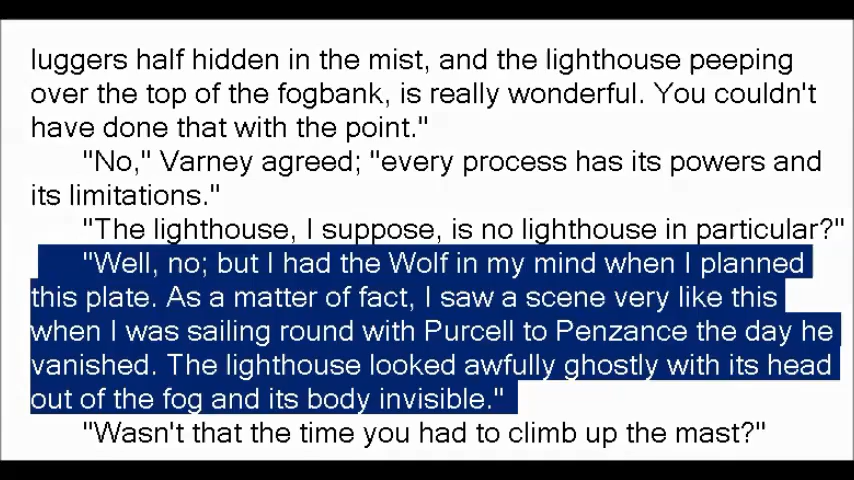 luggers half hidden in the mist, and the lighthouse peeping
over the top of the fogbank, is really wonderful. You couldn't
have done that with the point."
"No," Varney agreed; "every process has its powers and
its limitations."
"The lighthouse, I suppose, is no lighthouse in particular?"
"Well, no; but I had the Wolf in my mind when I planned
this plate. As a matter of fact, I saw a scene very like this
when I was sailing round with Purcell to Penzance the day he
vanished. The lighthouse looked awfully ghostly with its head
out of the fog and its body invisible."
"Wasn't that the time you had to climb up the mast?"